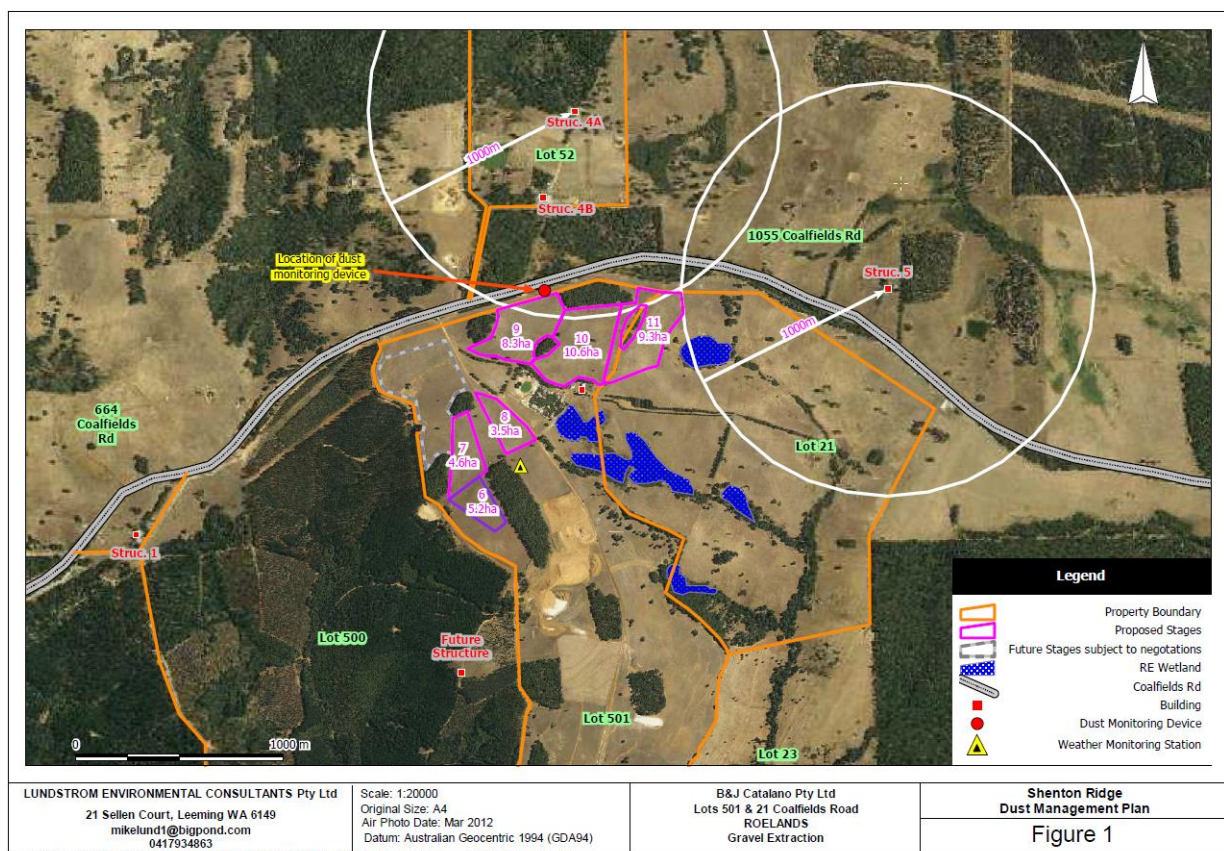 Struc. 4A
1000m
Lot 52
Struc. 4B
1055 Coalfields Rd
Location of dust
monitoring device
Struc. 5
1000m
9
8.3ha
10
10.6ha
11
9.3ha
664
Coalfields
Rd
8
3.5ha
7
4.6ha
6
5.2ha
Lot 21
Struc. 1
Lot 500
Future
Structure
Lot 501
Lot 23
0
1000 m
Legend
Property Boundary
Proposed Stages
Future Stages subject to negotations
RE Wetland
Coalfields Rd
Building
Dust Monitoring Device
Weather Monitoring Station
LUNDSTROM ENVIRONMENTAL CONSULTANTS Pty Ltd
21 Sellen Court, Leeming WA 6149
mikelund1@bigpond.com
0417934863
Scale: 1:20000
Original Size: A4
Air Photo Date: Mar 2012
Datum: Australian Geocentric 1994 (GDA94)
B&J Catalano Pty Ltd
Lots 501 & 21 Coalfields Road
ROELANDS
Gravel Extraction
Shenton Ridge
Dust Management Plan
Figure 1